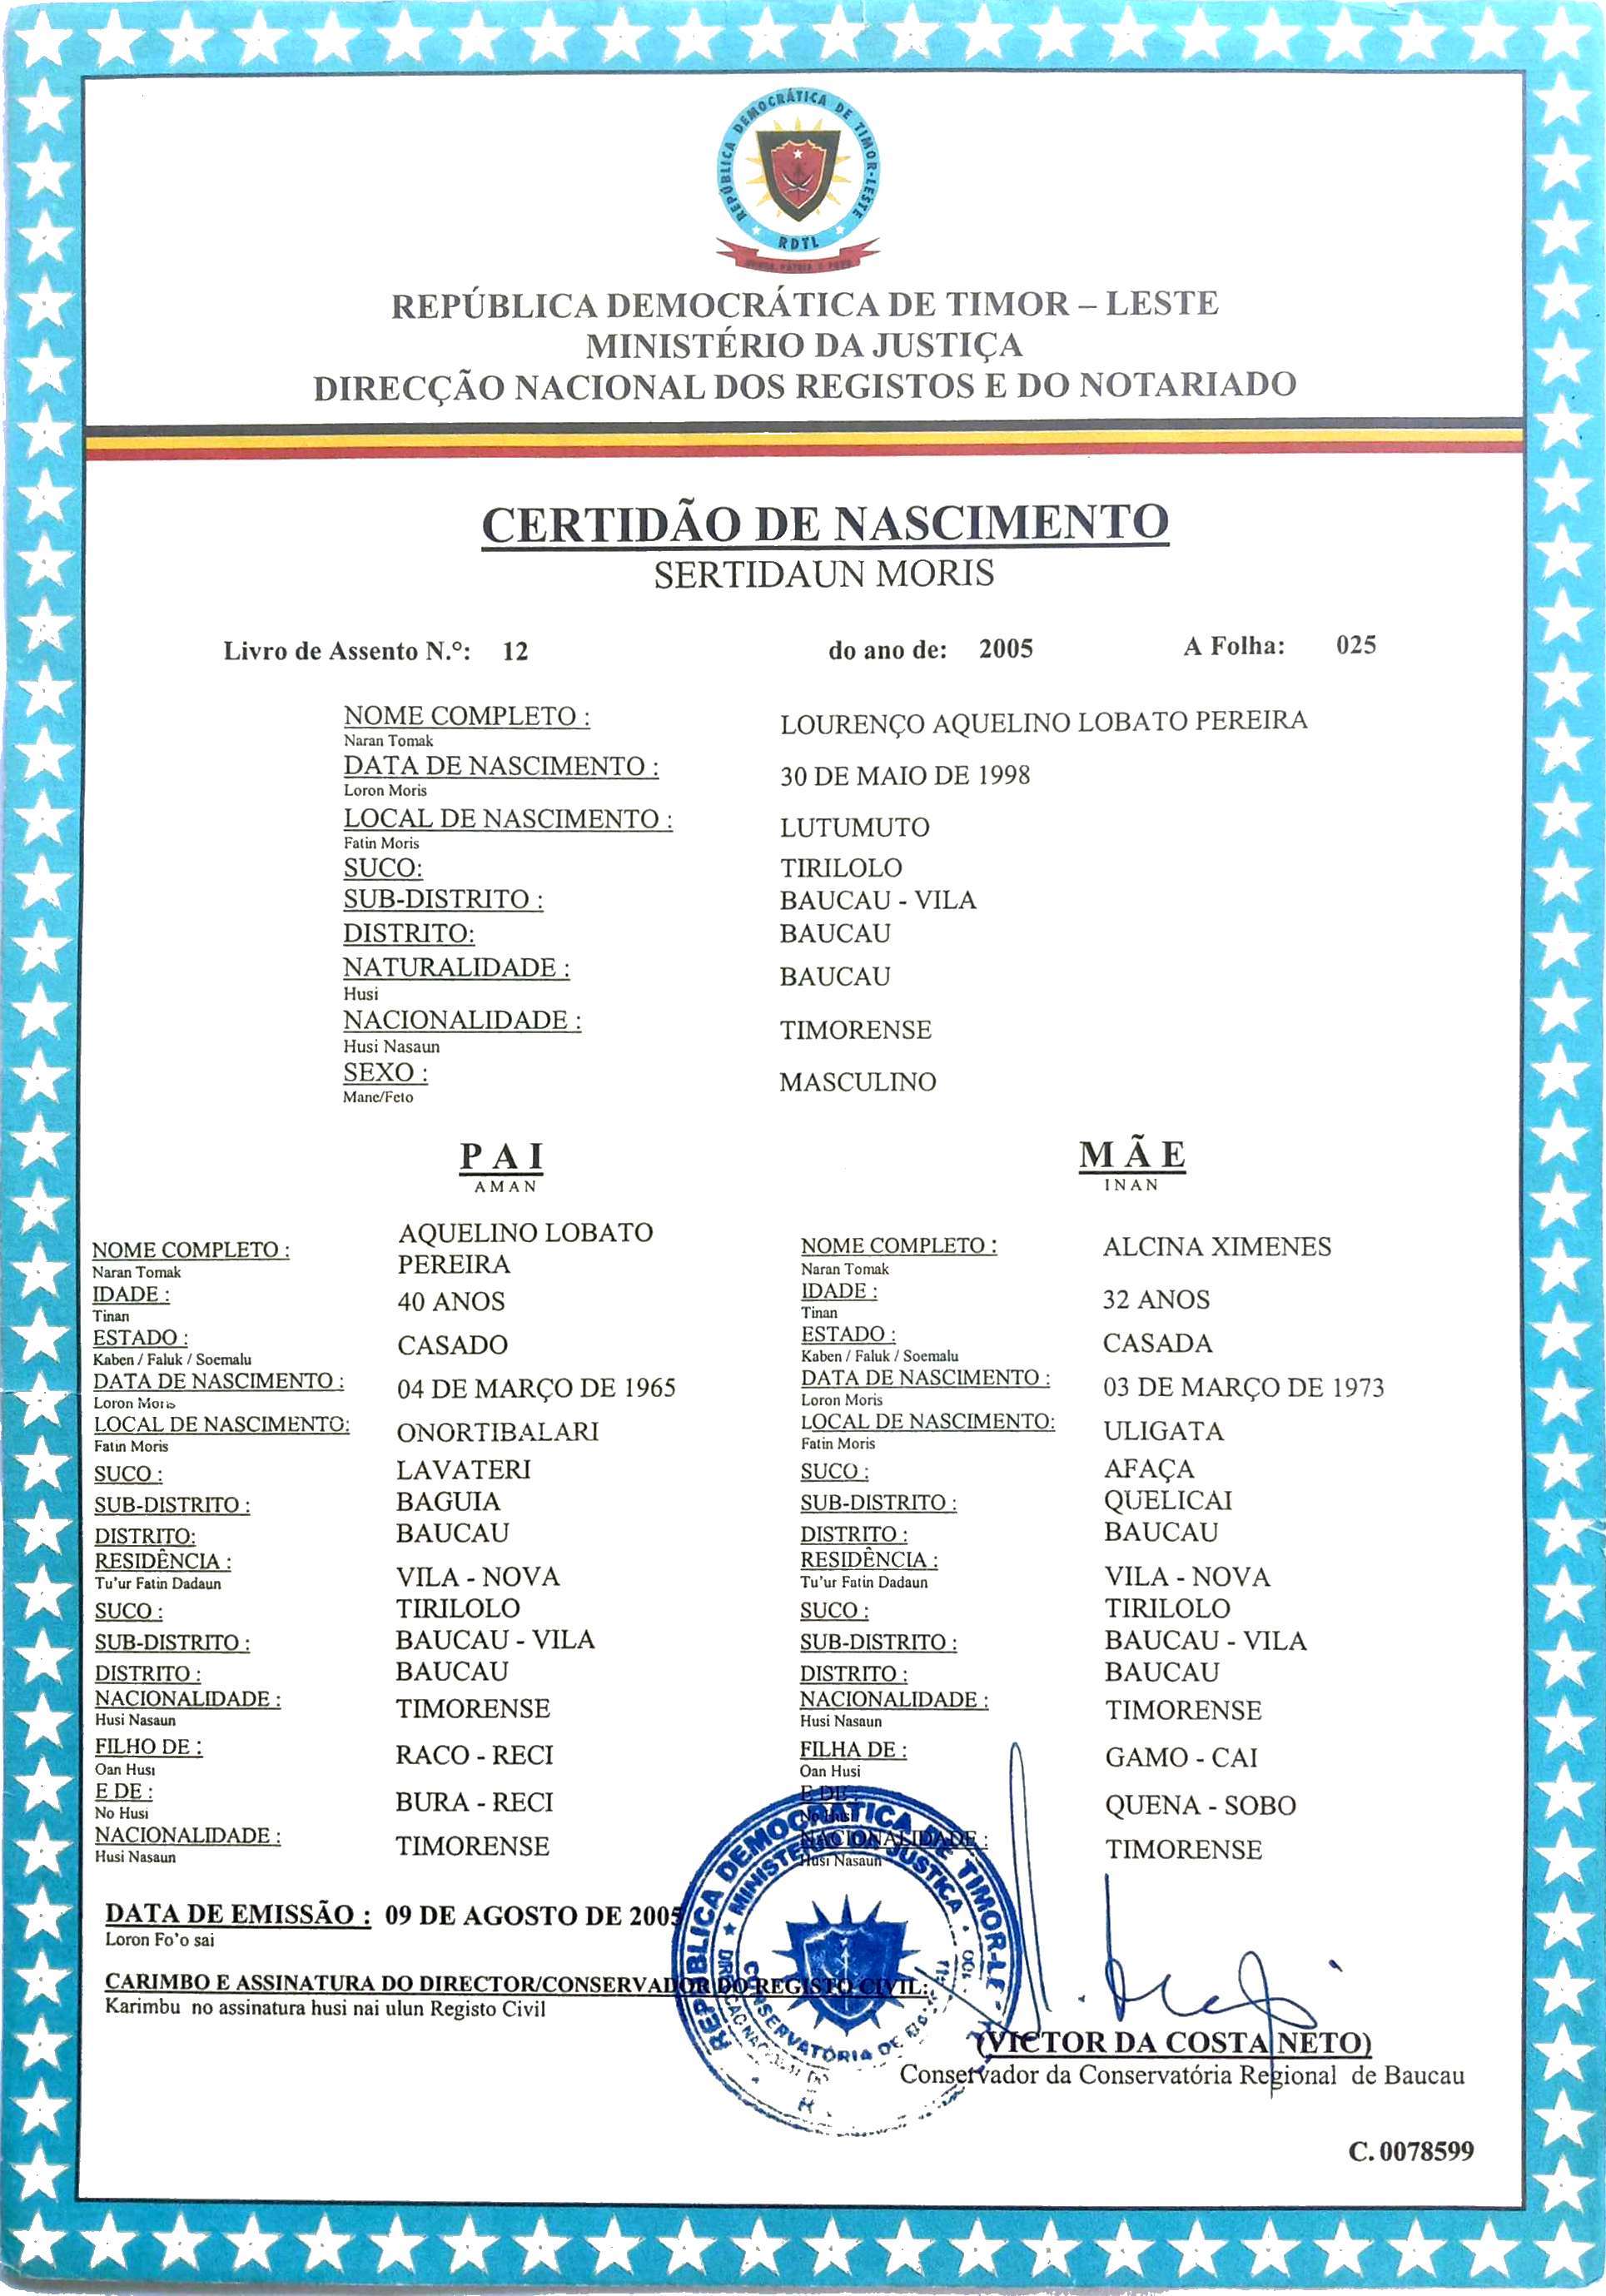 REPÚBLICA DEMOCRÁTICA DE TIMOR-LESTE
RDTL
REPÚBLICA DEMOCRÁTICA DE TIMOR – LESTE
MINISTÉRIO DA JUSTIÇA
DIRECÇÃO NACIONAL DOS REGISTOS E DO NOTARIADO
CERTIDÃO DE NASCIMENTO
SERTIDAUN MORIS
Livro de Assento N.º: 12 do ano de: 2005 A Folha: 025
NOME COMPLETO : LOURENÇO AQUELINO LOBATO PEREIRA
Naran Tomak
DATA DE NASCIMENTO : 30 DE MAIO DE 1998
Loron Moris
LOCAL DE NASCIMENTO : LUTUMUTO
Fatin Moris
SUCO: TIRILOLO
SUB-DISTRITO : BAUCAU - VILA
DISTRITO: BAUCAU
NATURALIDADE : BAUCAU
Husi
NACIONALIDADE : TIMORENSE
Husi Nasaun
SEXO : MASCULINO
Mane/Feto
P A I
AMAN
NOME COMPLETO : AQUELINO LOBATO
PEREIRA
Naran Tomak
IDADE : 40 ANOS
Tinan
ESTADO : CASADO
Kaben / Faluk / Soemalu
DATA DE NASCIMENTO : 04 DE MARÇO DE 1965
Loron Moris
LOCAL DE NASCIMENTO: ONORTIBALARI
Fatin Moris
SUCO : LAVATERI
SUB-DISTRITO : BAGUIA
DISTRITO: BAUCAU
RESIDÊNCIA : VILA - NOVA
Tu'ur Fatin Dadaun
SUCO : TIRILOLO
SUB-DISTRITO : BAUCAU - VILA
DISTRITO : BAUCAU
NACIONALIDADE : TIMORENSE
Husi Nasaun
FILHO DE : RACO - RECI
Oan Husi
E DE : BURA - RECI
No Husi
NACIONALIDADE : TIMORENSE
Husi Nasaun
M Ã E
INAN
NOME COMPLETO : ALCINA XIMENES
Naran Tomak
IDADE : 32 ANOS
Tinan
ESTADO : CASADA
Kaben / Faluk / Soemalu
DATA DE NASCIMENTO : 03 DE MARÇO DE 1973
Loron Moris
LOCAL DE NASCIMENTO: ULIGATA
Fatin Moris
SUCO : AFAÇA
SUB-DISTRITO : QUELICAI
DISTRITO : BAUCAU
RESIDÊNCIA : VILA - NOVA
Tu'ur Fatin Dadaun
SUCO : TIRILOLO
SUB-DISTRITO : BAUCAU - VILA
DISTRITO : BAUCAU
NACIONALIDADE : TIMORENSE
Husi Nasaun
FILHA DE : GAMO - CAI
Oan Husi
E DE : QUENA - SOBO
No Husi
NACIONALIDADE : TIMORENSE
Husi Nasaun
DATA DE EMISSÃO : 09 DE AGOSTO DE 2005
Loron Fo'o sai
CARIMBO E ASSINATURA DO DIRECTOR/CONSERVADOR DO REGISTO CIVIL:
Karimbu no assinatura husi nai ulun Registo Civil
REPÚBLICA DEMOCRATICA DE TIMOR-LE
MINISTERIO DA JUSTICA
CONSERVATÓRIA DE
(VICTOR DA COSTA NETO)
Conservador da Conservatória Regional de Baucau
C. 0078599